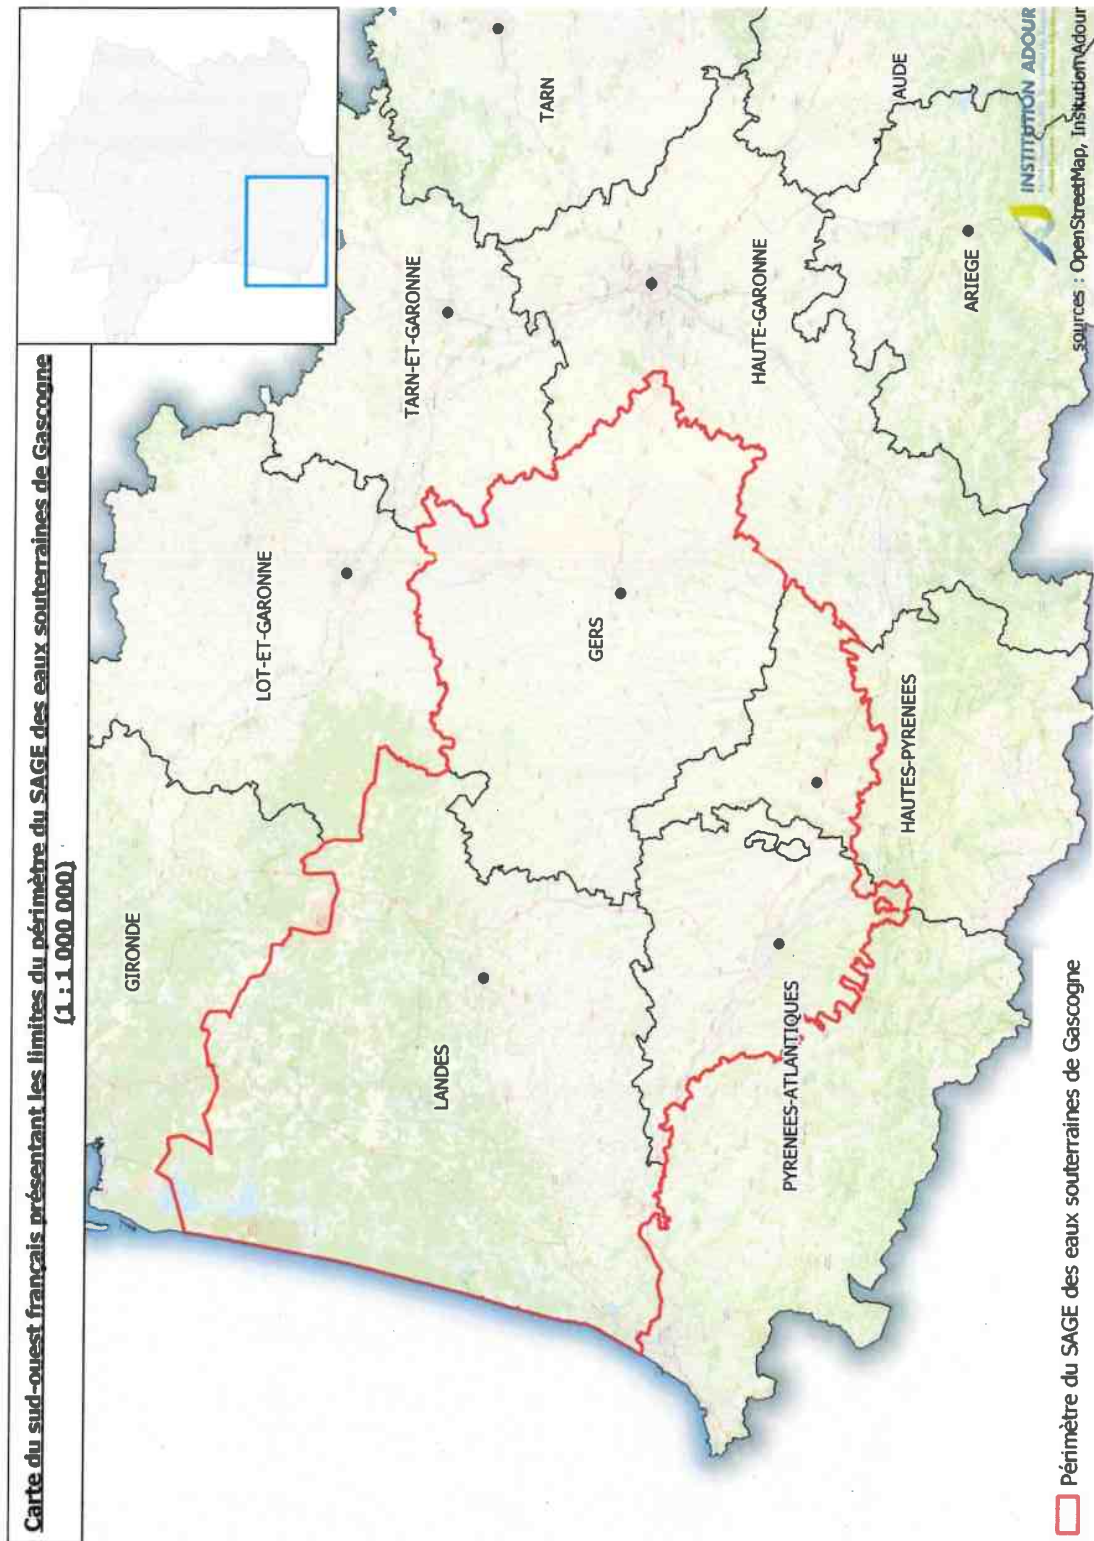 Carte du sud-ouest français présentant les limites du périmètre du SAGE des eaux souterraines de Gascogne
(1 : 1 000 000)
GIRONDE
LOT-ET-GARONNE
TARN-ET-GARONNE
TARN
LANDES
GERS
HAUTE-GARONNE
AUDE
PYRENEES-ATLANTIQUES
HAUTES-PYRENEES
ARIEGE
INSTITUTION ADOUR
Périmètre du SAGE des eaux souterraines de Gascogne
sources : OpenStreetMap, Institution Adour